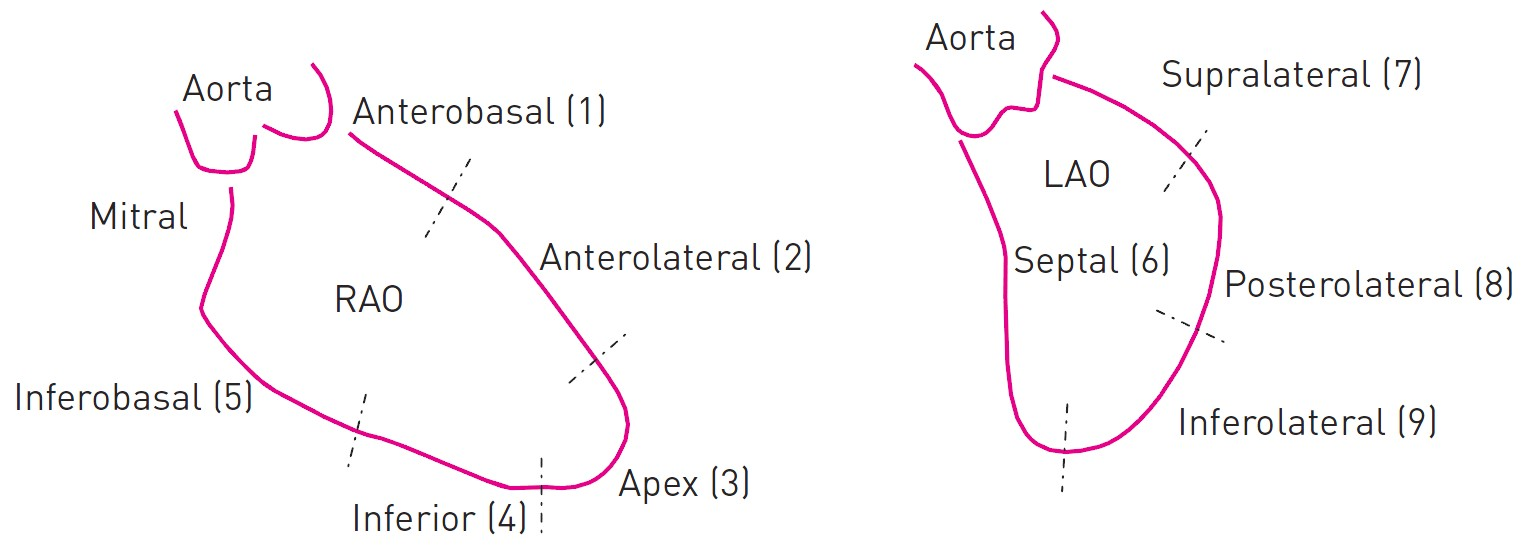 Aorta
Anterobasal (1)
Mitral
Anterolateral (2)
RAO
Inferobasal (5)
Apex (3)
Inferior (4)
Aorta
Supralateral (7)
LAO
Septal (6)
Posterolateral (8)
Inferolateral (9)